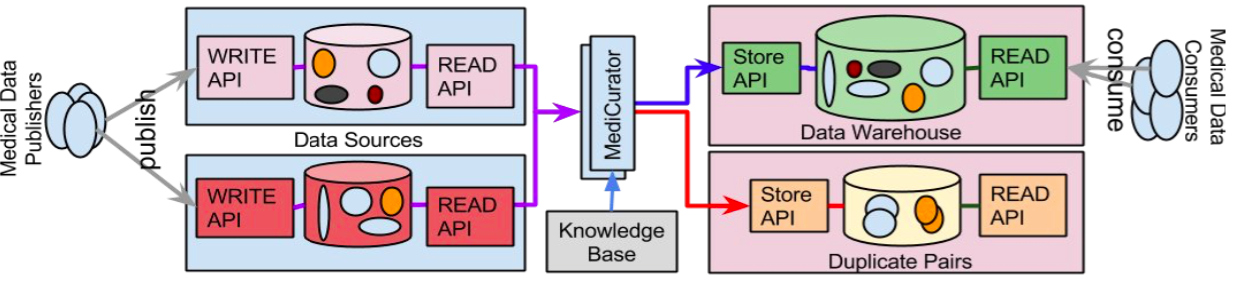 Medical Data
Publishers
publish
WRITE
API
READ
API
Data Sources
WRITE
API
READ
API
MediCurator
Knowledge
Base
Store
API
READ
API
Data Warehouse
Store
API
READ
API
Duplicate Pairs
consume
Medical Data
Consumers